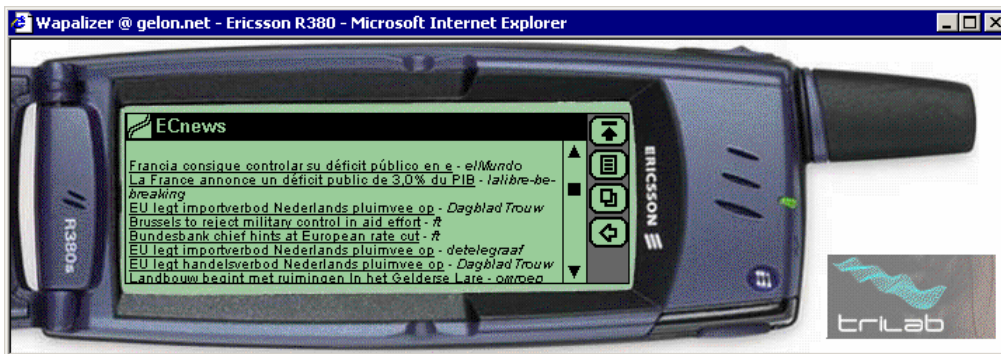 Wapalizer @ gelon.net - Ericsson R380 - Microsoft Internet Explorer
ECnews
Francia consigue controlar su déficit público en e - elMundo
La France annonce un déficit public de 3,0% du PIB - lalibre-be-
breaking
EU legt importverbod Nederlands pluimvee op - Dagblad Trouw
Brussels to reject military control in aid effort - ft
Bundesbank chief hints at European rate cut - ft
EU legt importverbod Nederlands pluimvee op - detelegraaf
EU legt handelsverbod Nederlands pluimvee op - Dagblad Trouw
Landbouw begint met ruimingen in het Gelderse Lare - omroep
ERICSSON
R380s
trilab